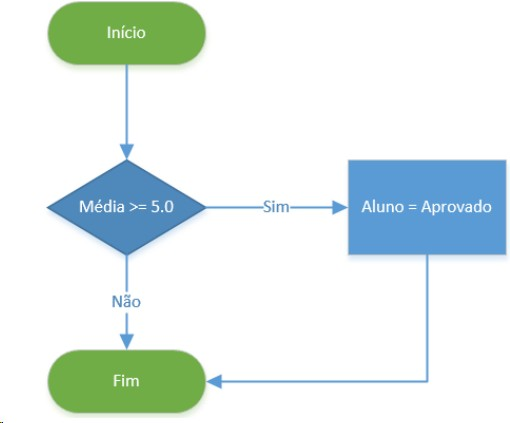 Início
Média >= 5.0
Sim
Aluno = Aprovado
Não
Fim